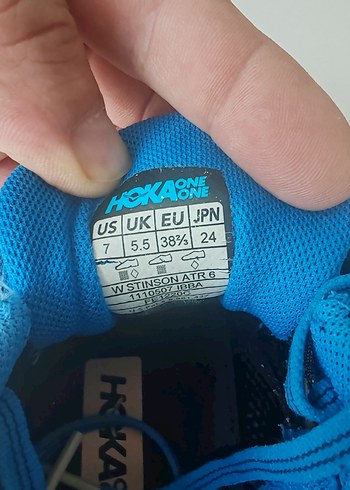 HOKA ONE ONE
US UK EU JPN
7 5.5 38⅔ 24
W STINSON ATR 6
1110507 IBBA
HOKA